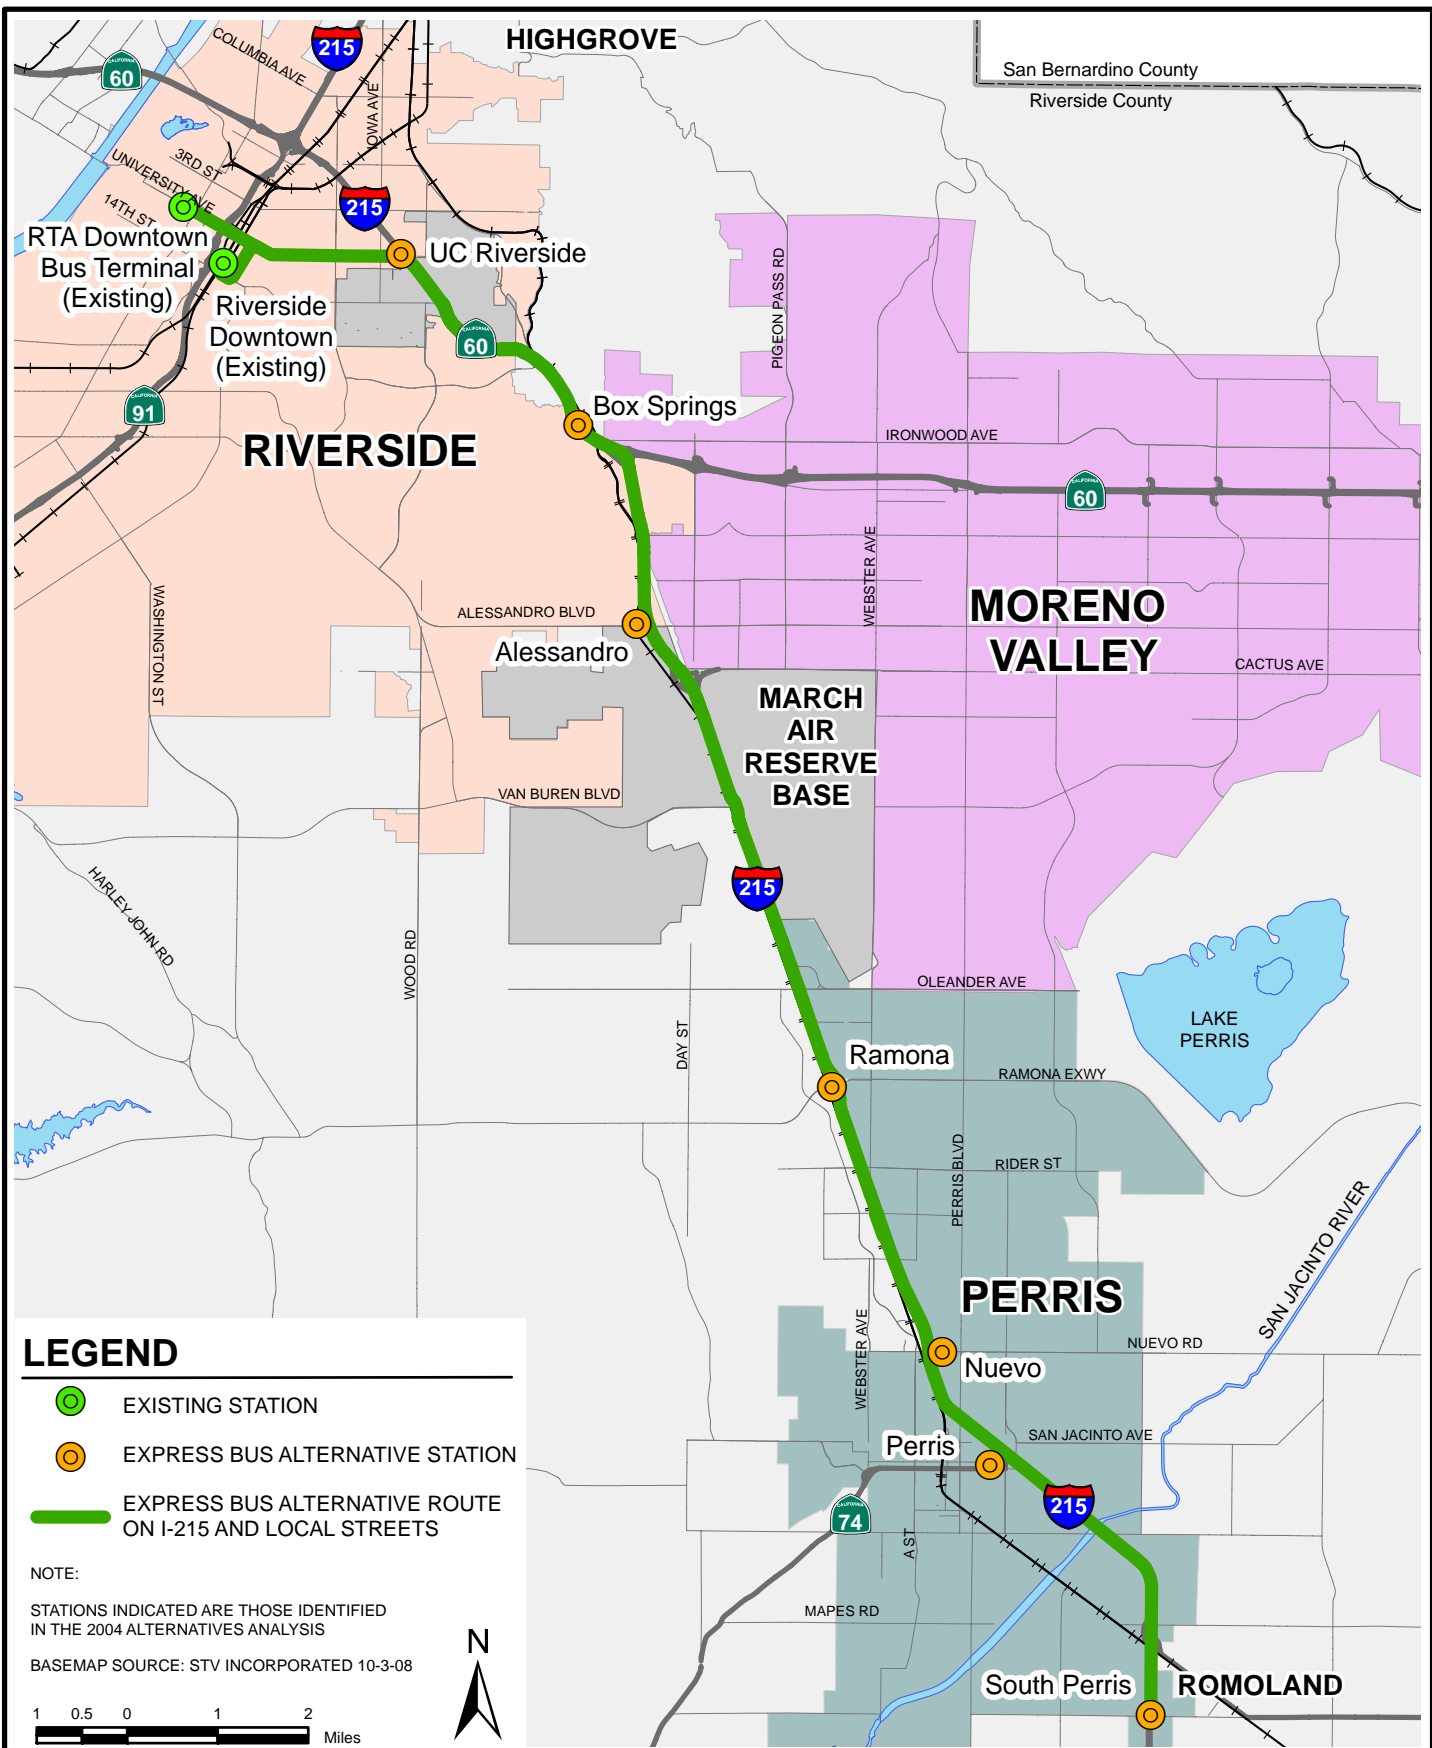 HIGHGROVE
San Bernardino County
Riverside County
COLUMBIA AVE
215
CALIFORNIA
60
IOWA AVE
3RD ST
UNIVERSITY AVE
14TH ST
215
RTA Downtown
Bus Terminal
(Existing)
UC Riverside
Riverside
Downtown
(Existing)
CALIFORNIA
60
PIGEON PASS RD
CALIFORNIA
91
Box Springs
RIVERSIDE
IRONWOOD AVE
CALIFORNIA
60
WEBSTER AVE
WASHINGTON ST
ALESSANDRO BLVD
Alessandro
MORENO
VALLEY
CACTUS AVE
MARCH
AIR
RESERVE
BASE
VAN BUREN BLVD
215
HARLEY JOHN RD
WOOD RD
OLEANDER AVE
LAKE
PERRIS
DAY ST
Ramona
RAMONA EXWY
PERRIS BLVD
RIDER ST
SAN JACINTO RIVER
PERRIS
WEBSTER AVE
NUEVO RD
Nuevo
SAN JACINTO AVE
Perris
215
CALIFORNIA
74
A ST
MAPES RD
South Perris
ROMOLAND
LEGEND
EXISTING STATION
EXPRESS BUS ALTERNATIVE STATION
EXPRESS BUS ALTERNATIVE ROUTE
ON I-215 AND LOCAL STREETS
NOTE:
STATIONS INDICATED ARE THOSE IDENTIFIED
IN THE 2004 ALTERNATIVES ANALYSIS
BASEMAP SOURCE: STV INCORPORATED 10-3-08
N
1 0.5 0 1 2
Miles